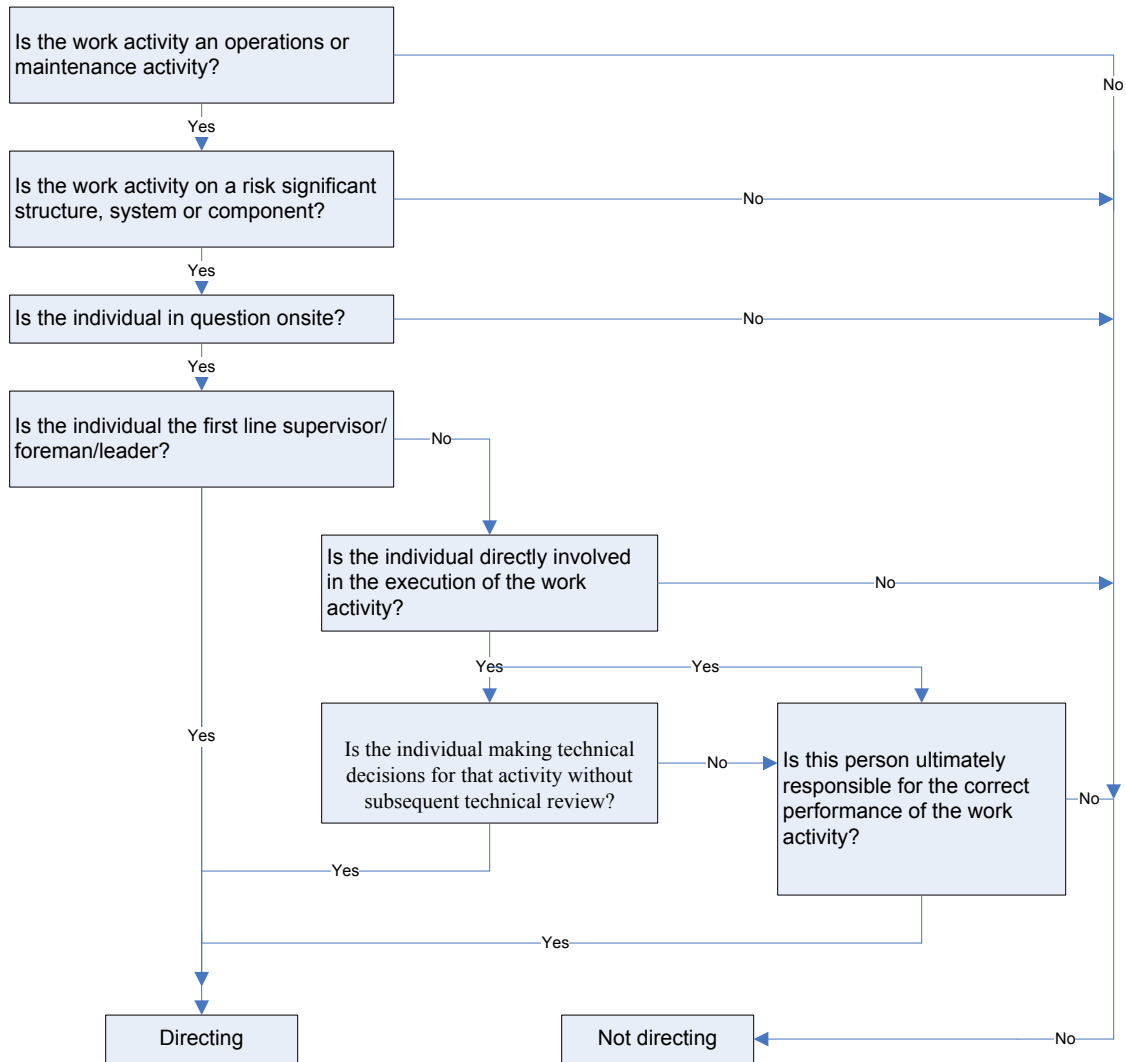 Is the work activity an operations or
maintenance activity?
No
Yes
Is the work activity on a risk significant
structure, system or component?
No
Yes
Is the individual in question onsite?
No
Yes
Is the individual the first line supervisor/
foreman/leader?
No
Is the individual directly involved
in the execution of the work
activity?
No
Yes
Yes
Yes
Is the individual making technical
decisions for that activity without
subsequent technical review?
No
Is this person ultimately
responsible for the correct
performance of the work
activity?
No
Yes
Yes
Directing
Not directing
No